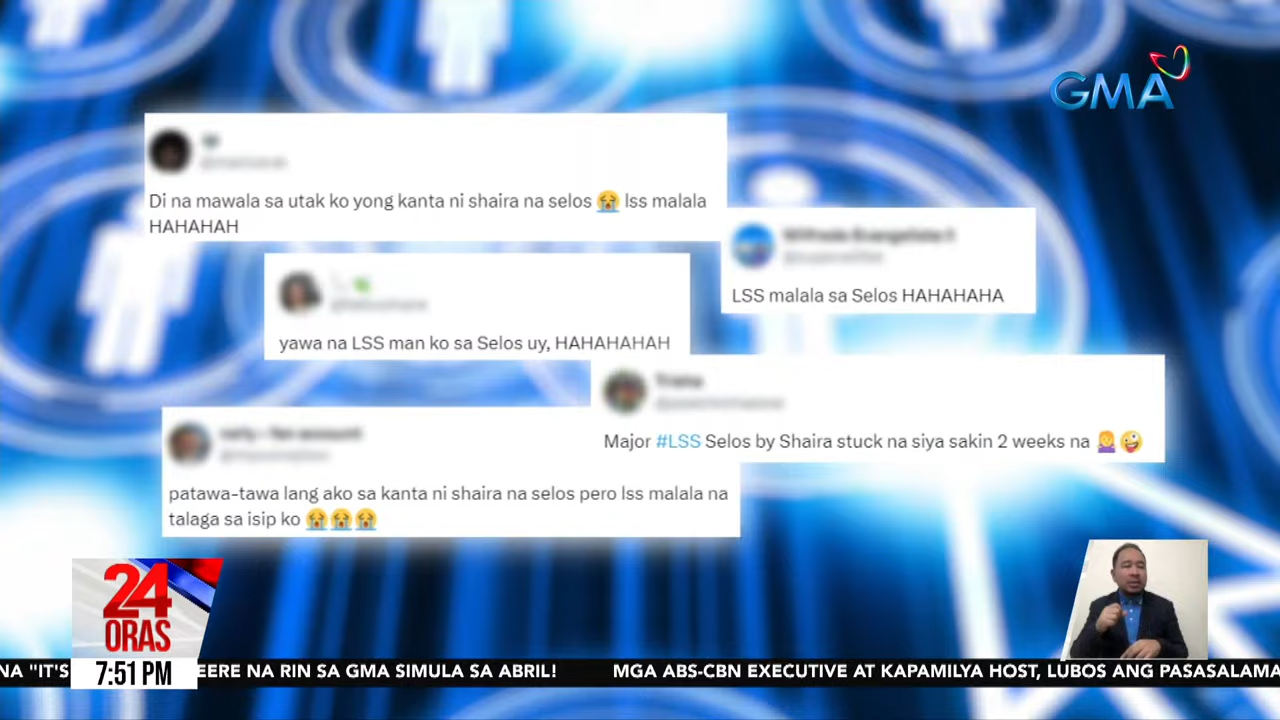 GMA
Di na mawala sa utak ko yong kanta ni shaira na selos 😭 lss malala
HAHAHAH
LSS malala sa Selos HAHAHAHA
yawa na LSS man ko sa Selos uy, HAHAHAHAH
Major #LSS Selos by Shaira stuck na siya sakin 2 weeks na 🤷‍♀️🤪
patawa-tawa lang ako sa kanta ni shaira na selos pero lss malala na
talaga sa isip ko 😭😭😭
24
ORAS
7:51 PM
NA "IT'S EERE NA RIN SA GMA SIMULA SA ABRIL! MGA ABS-CBN EXECUTIVE AT KAPAMILYA HOST, LUBOS ANG PASASALAMA